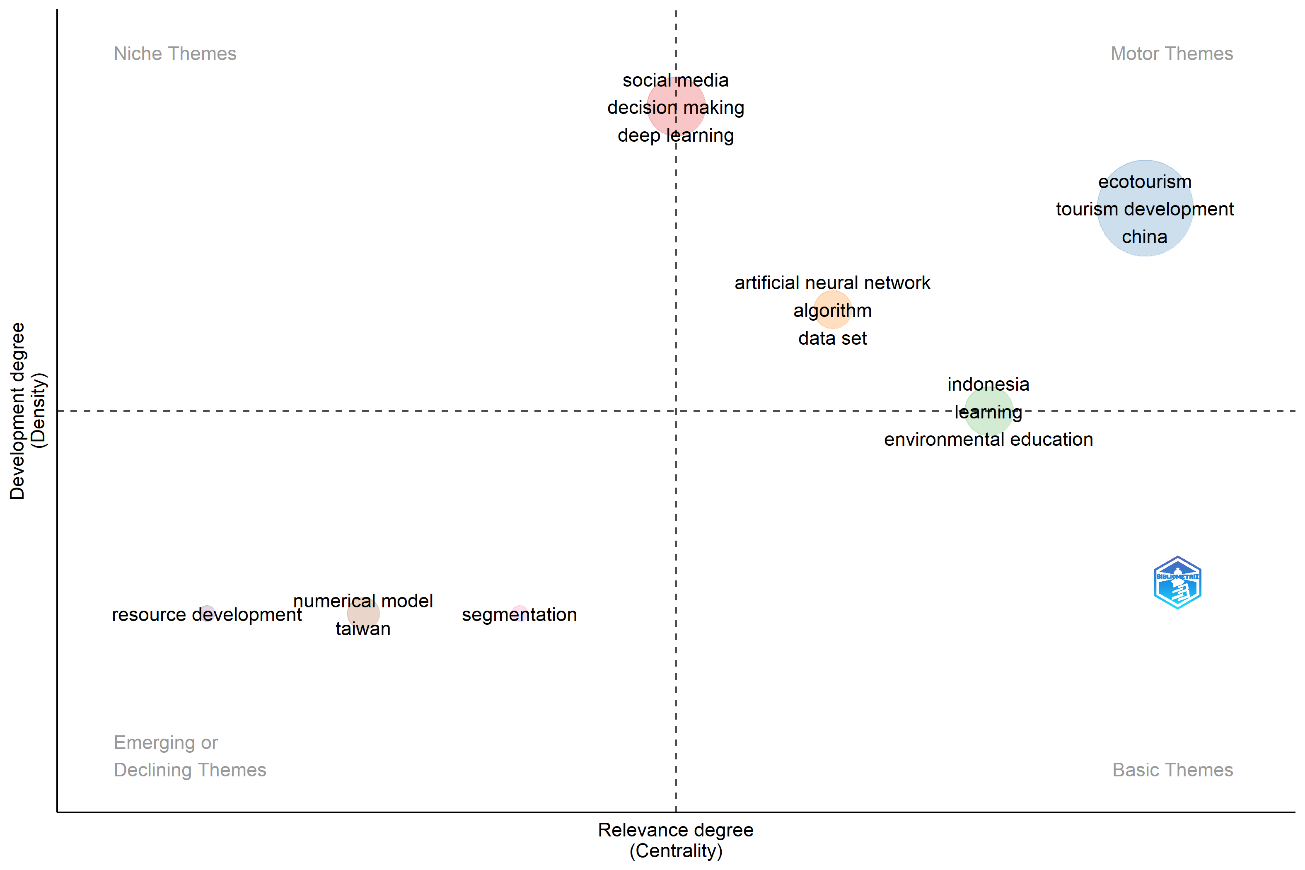 Niche Themes
Motor Themes
social media
decision making
deep learning
ecotourism
tourism development
china
artificial neural network
algorithm
data set
indonesia
learning
environmental education
Development degree
(Density)
BIBLIOMETRIX
resource development
numerical model
taiwan
segmentation
Emerging or
Declining Themes
Basic Themes
Relevance degree
(Centrality)